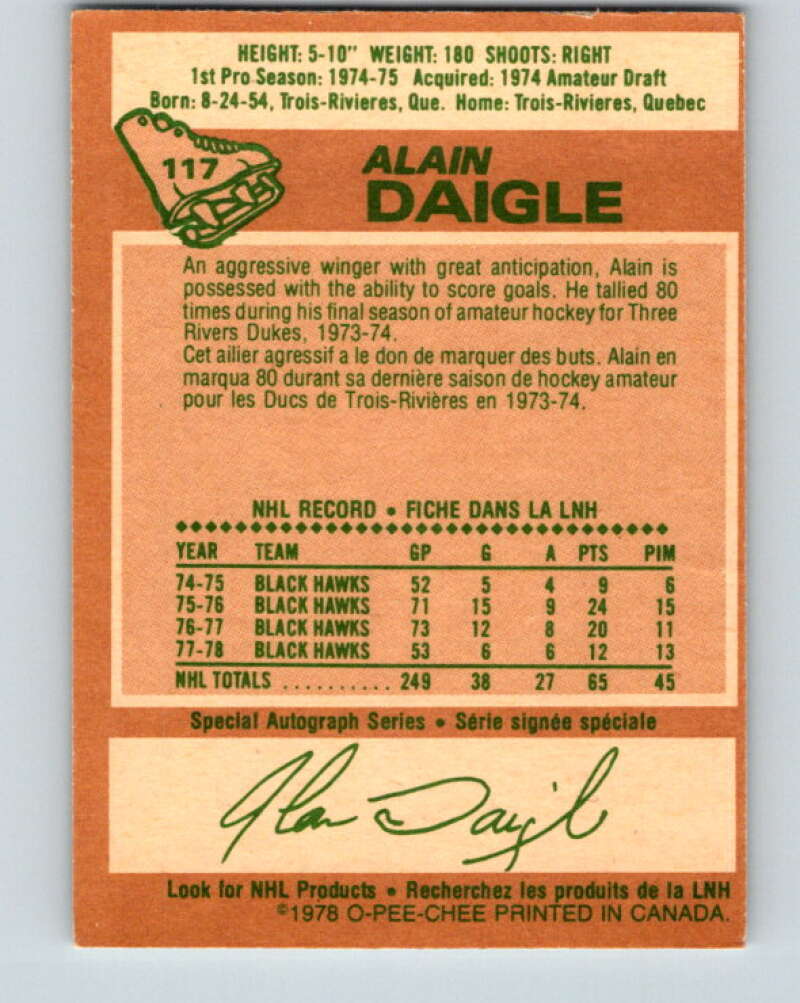 HEIGHT: 5-10" WEIGHT: 180 SHOOTS: RIGHT
1st Pro Season: 1974-75 Acquired: 1974 Amateur Draft
Born: 8-24-54, Trois-Rivieres, Que. Home: Trois-Rivieres, Quebec
117
ALAIN
DAIGLE
An aggressive winger with great anticipation, Alain is
possessed with the ability to score goals. He tallied 80
times during his final season of amateur hockey for Three
Rivers Dukes, 1973-74.
Cet ailier agressif a le don de marquer des buts. Alain en
marqua 80 durant sa dernière saison de hockey amateur
pour les Ducs de Trois-Rivières en 1973-74.
NHL RECORD • FICHE DANS LA LNH
YEAR TEAM GP G A PTS PIM
74-75 BLACK HAWKS 52 5 4 9 6
75-76 BLACK HAWKS 71 15 9 24 15
76-77 BLACK HAWKS 73 12 8 20 11
77-78 BLACK HAWKS 53 6 6 12 13
NHL TOTALS .......... 249 38 27 65 45
Special Autograph Series • Série signée spéciale
Alain Daigle
Look for NHL Products • Recherchez les produits de la LNH
©1978 O-PEE-CHEE PRINTED IN CANADA.